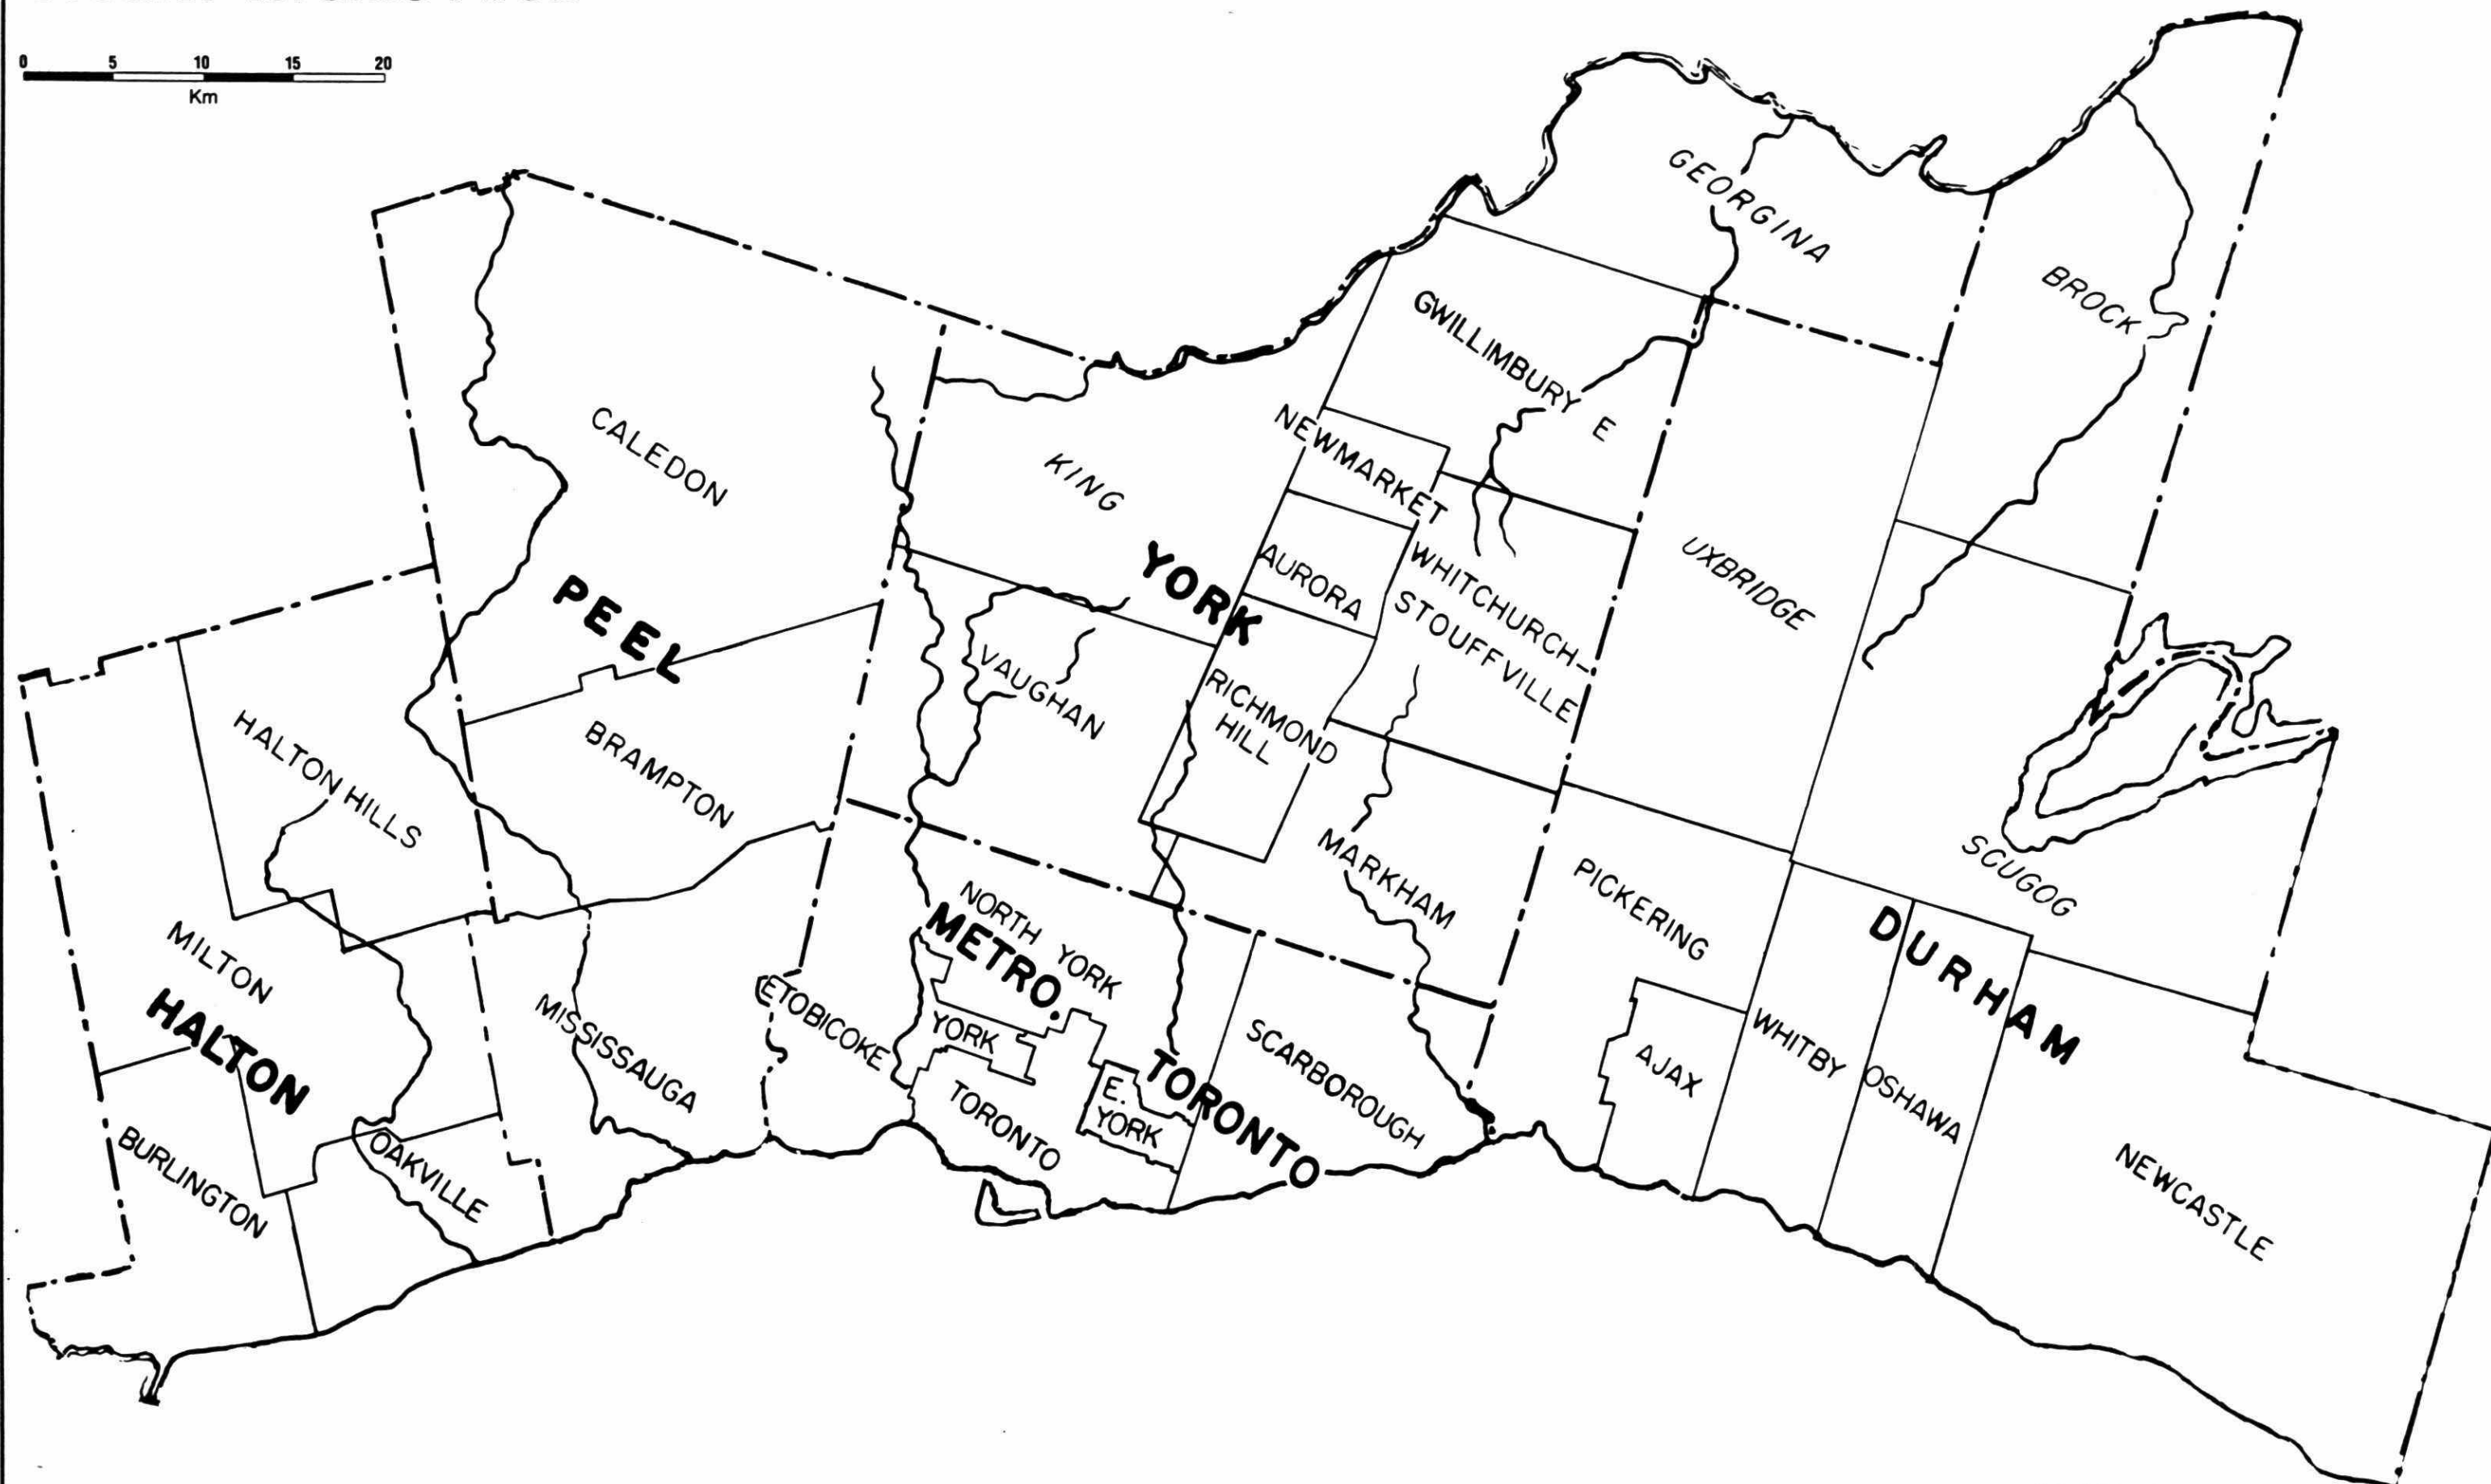 0 5 10 15 20
Km
GEORGINA
BROCK
GWILLIMBURY E
CALEDON
KING
NEWMARKET
YORK
AURORA
WHITCHURCH-
STOUFFVILLE
UXBRIDGE
PEEL
VAUGHAN
RICHMOND
HILL
HALTON HILLS
BRAMPTON
MARKHAM
SCUGOG
PICKERING
DURHAM
MILTON
NORTH YORK
METRO.
TORONTO
HALTON
MISSISSAUGA
ETOBICOKE
YORK
SCARBOROUGH
AJAX
WHITBY
OSHAWA
E.
YORK
TORONTO
BURLINGTON
OAKVILLE
NEWCASTLE